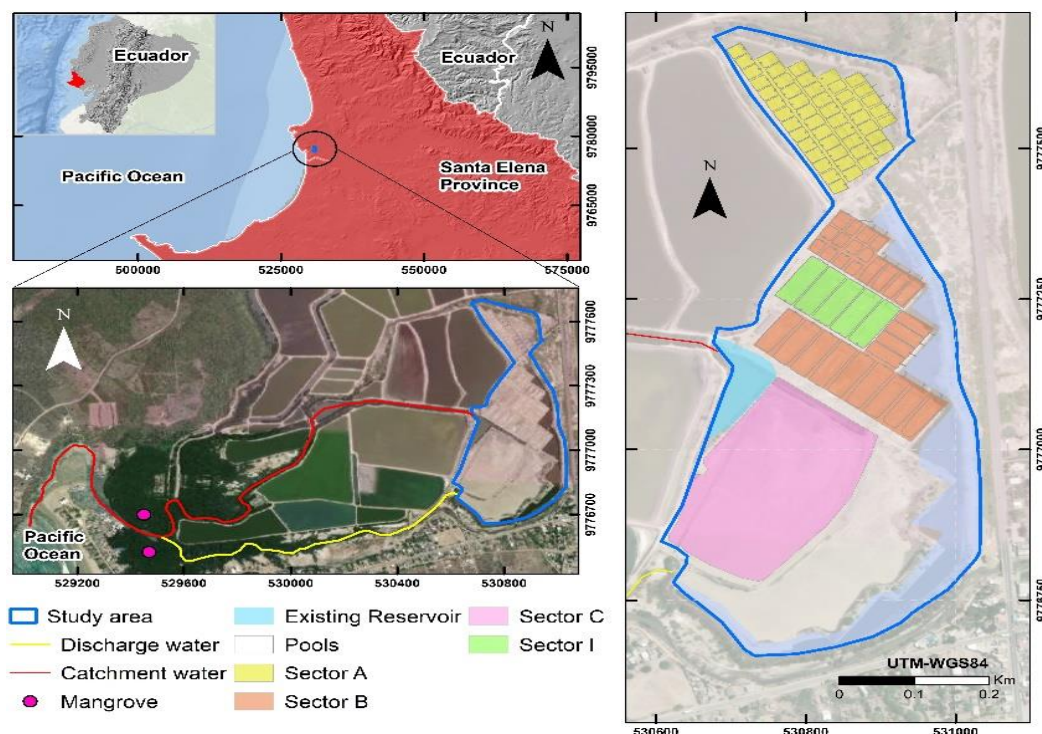 Ecuador
N
Ecuador
Pacific Ocean
Santa Elena
Province
9795000
9780000
9765000
500000
525000
550000
575000
N
Pacific
Ocean
9777600
9777300
9777000
9776700
529200
529600
530000
530400
530800
N
9777500
9777250
9777000
9776750
UTM-WGS84
Km
0
0.1
0.2
530600
530800
531000
Study area
Discharge water
Catchment water
Mangrove
Existing Reservoir
Pools
Sector A
Sector B
Sector C
Sector I